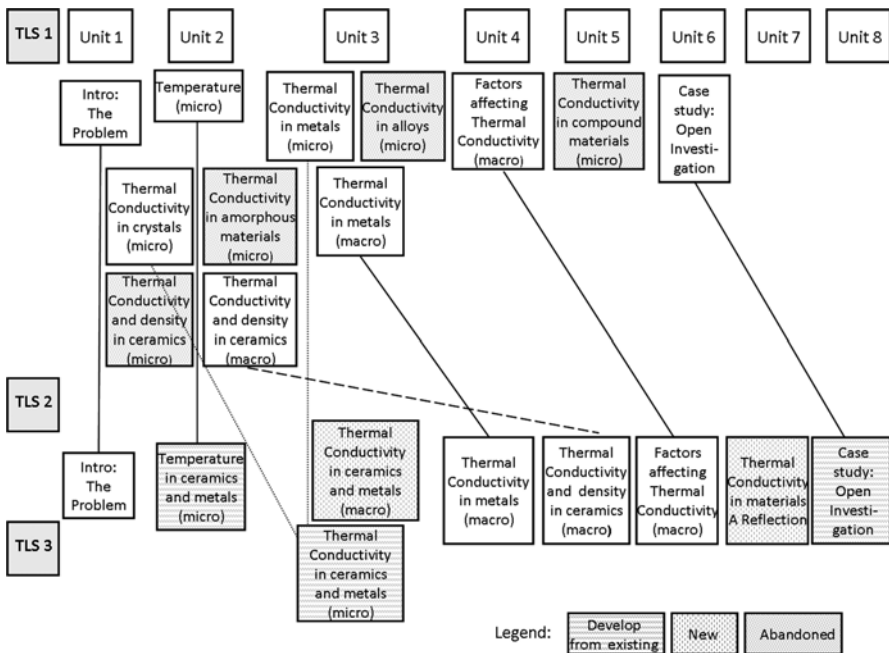 TLS 1
Unit 1
Unit 2
Unit 3
Unit 4
Unit 5
Unit 6
Unit 7
Unit 8
Intro:
The
Problem
Temperature
(micro)
Thermal
Conductivity
in metals
(micro)
Thermal
Conductivity
in alloys
(micro)
Factors
affecting
Thermal
Conductivity
(macro)
Thermal
Conductivity
in compound
materials
(micro)
Case
study:
Open
Investi-
gation
Thermal
Conductivity
in crystals
(micro)
Thermal
Conductivity
in amorphous
materials
(micro)
Thermal
Conductivity
in metals
(macro)
Thermal
Conductivity
and density
in ceramics
(micro)
Thermal
Conductivity
and density
in ceramics
(macro)
TLS 2
Intro:
The
Problem
Temperature
in ceramics
and metals
(micro)
Thermal
Conductivity
in ceramics
and metals
(macro)
Thermal
Conductivity
in metals
(macro)
Thermal
Conductivity
and density
in ceramics
(macro)
Factors
affecting
Thermal
Conductivity
(macro)
Thermal
Conductivity
in materials
A Reflection
Case
study:
Open
Investi-
gation
TLS 3
Thermal
Conductivity
in ceramics
and metals
(micro)
Legend:
Develop
from existing
New
Abandoned